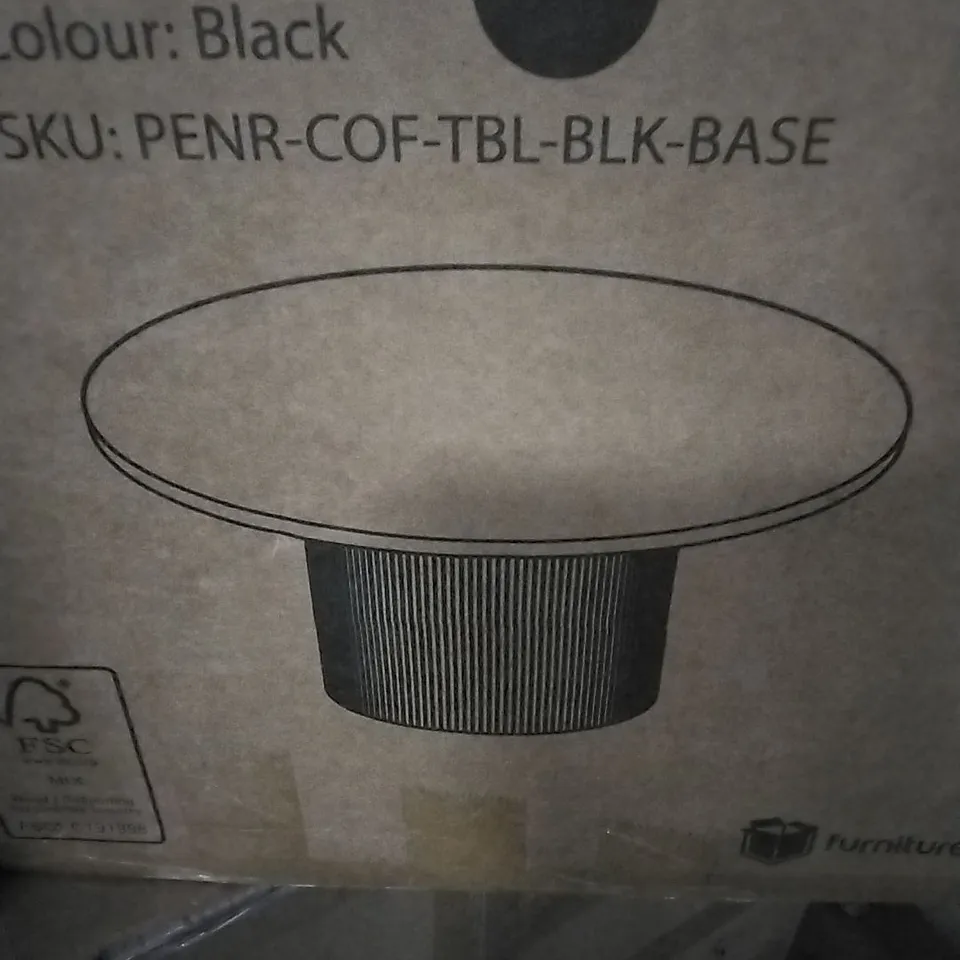 Colour: Black
SKU: PENR-COF-TBL-BLK-BASE
FSC
furniture